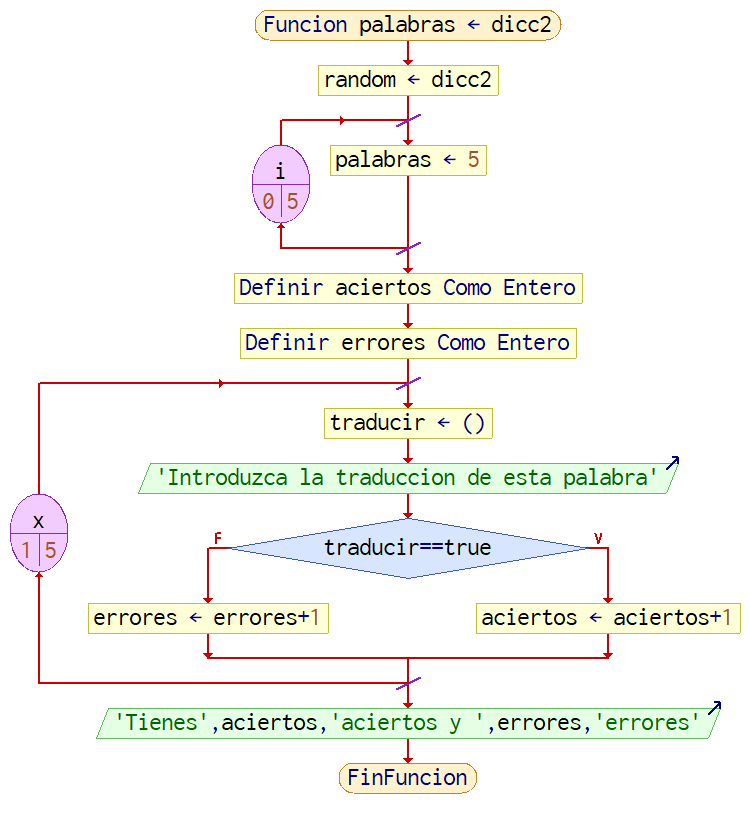 Funcion palabras ← dicc2
random ← dicc2
i
0 5
palabras ← 5
Definir aciertos Como Entero
Definir errores Como Entero
traducir ← ()
'Introduzca la traduccion de esta palabra'
x
1 5
F
traducir==true
V
errores ← errores+1
aciertos ← aciertos+1
'Tienes',aciertos,'aciertos y ',errores,'errores'
FinFuncion